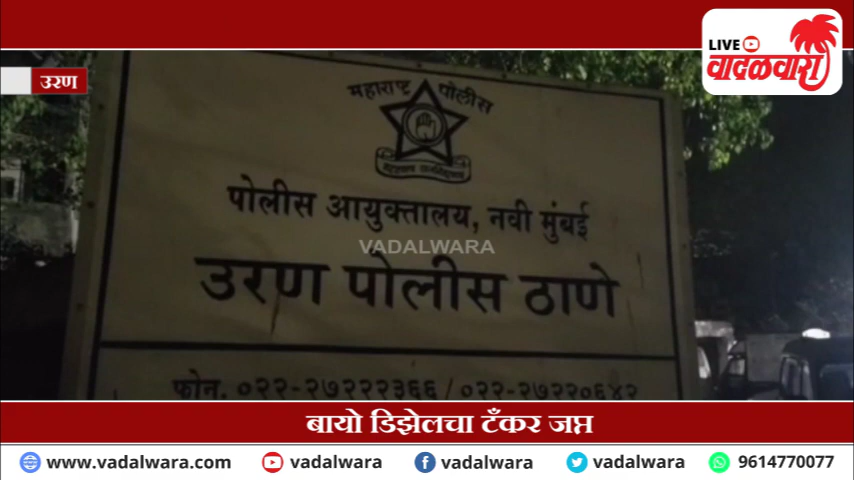 LIVE
वादळवारा
उरण
महाराष्ट्र पोलीस
पोलीस आयुक्तालय, नवी मुंबई
VADALWARA
उरण पोलीस ठाणे
फोन. ०२२-२७२२२३६६ / ०२२-२७२२०६४२
बायो डिझेलचा टँकर जप्त
www.vadalwara.com vadalwara vadalwara vadalwara 9614770077